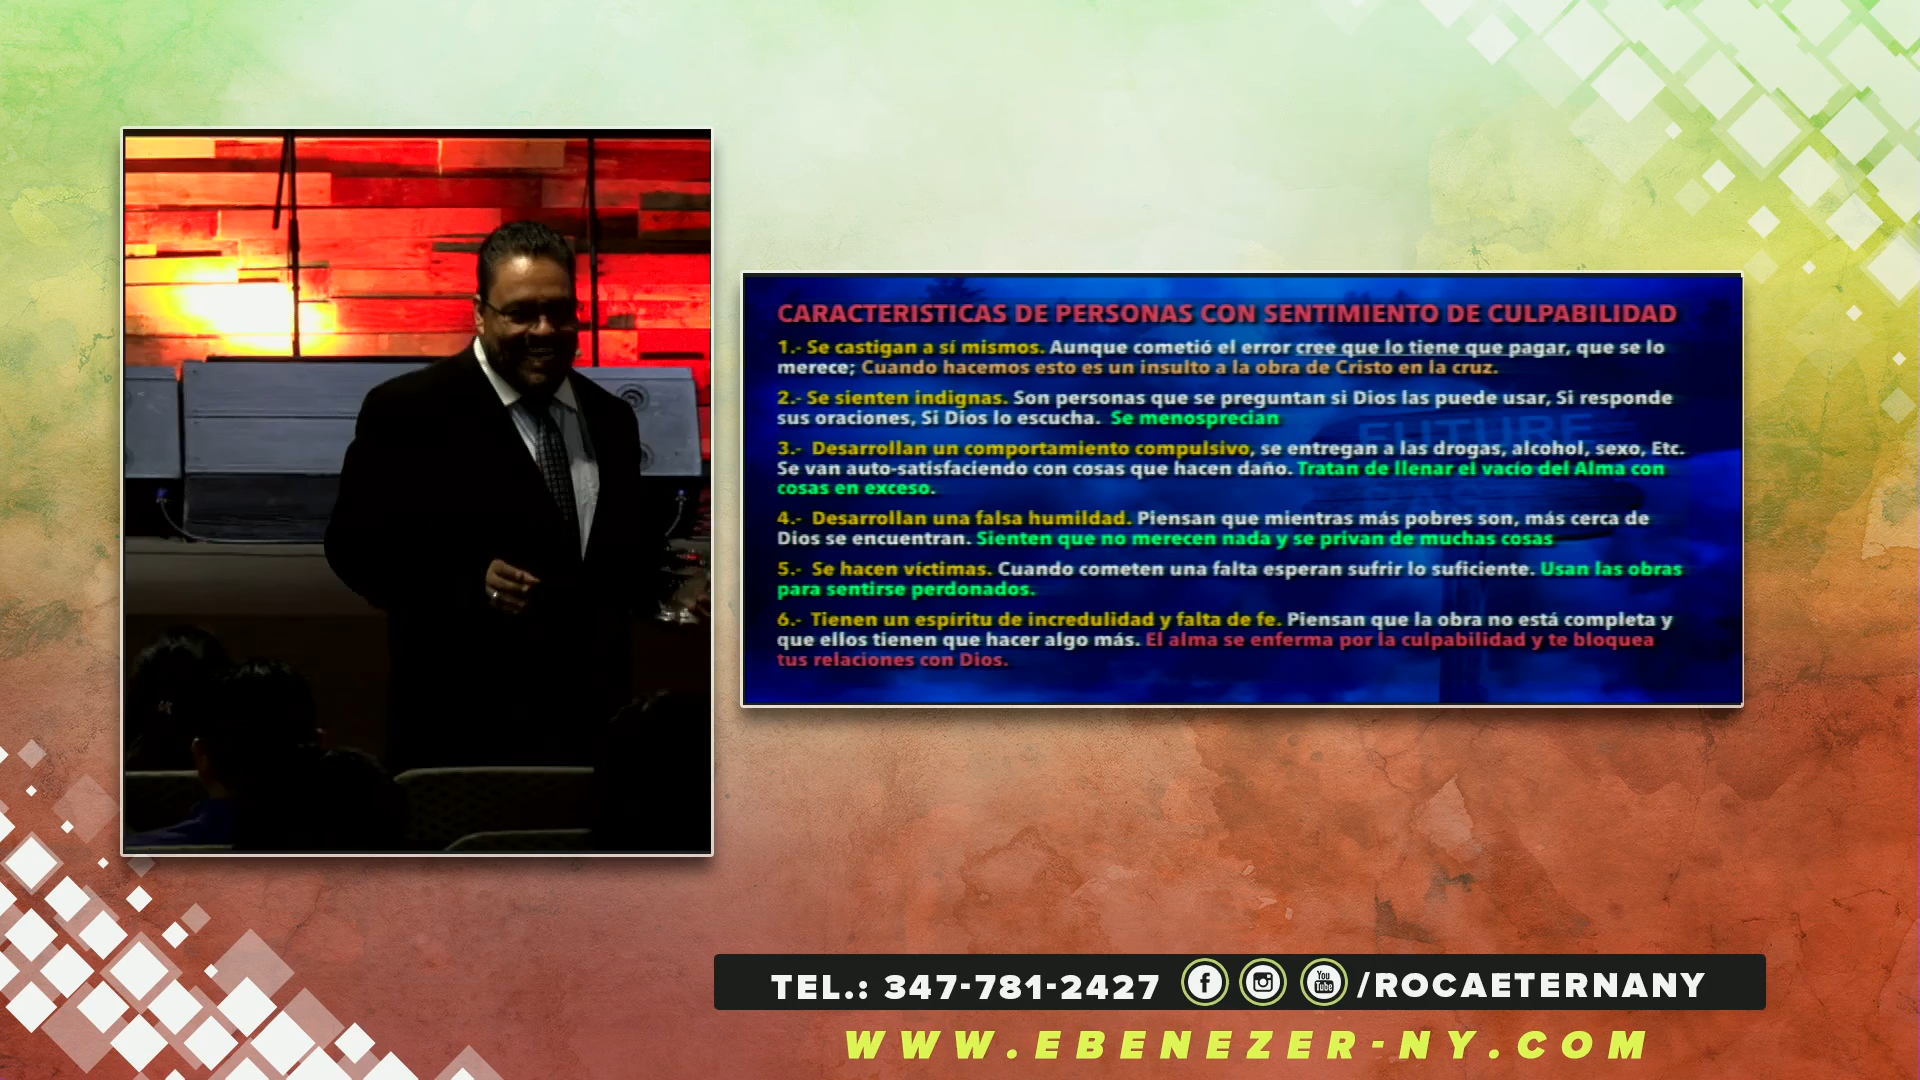 CARACTERISTICAS DE PERSONAS CON SENTIMIENTO DE CULPABILIDAD
1.- Se castigan a sí mismos. Aunque cometió el error cree que lo tiene que pagar, que se lo
merece; Cuando hacemos esto es un insulto a la obra de Cristo en la cruz.
2.- Se sienten indignas. Son personas que se preguntan si Dios las puede usar, Si responde
sus oraciones, Si Dios lo escucha. Se menosprecian
3.- Desarrollan un comportamiento compulsivo, se entregan a las drogas, alcohol, sexo, Etc.
Se van auto-satisfaciendo con cosas que hacen daño. Tratan de llenar el vacío del Alma con
cosas en exceso.
4.- Desarrollan una falsa humildad. Piensan que mientras más pobres son, más cerca de
Dios se encuentran. Sienten que no merecen nada y se privan de muchas cosas
5.- Se hacen víctimas. Cuando cometen una falta esperan sufrir lo suficiente. Usan las obras
para sentirse perdonados.
6.- Tienen un espíritu de incredulidad y falta de fe. Piensan que la obra no está completa y
que ellos tienen que hacer algo más. El alma se enferma por la culpabilidad y te bloquea
tus relaciones con Dios.
FUTURE
TEL.: 347-781-2427 f You Tube /ROCAETERNANY
WWW.EBENEZER-NY.COM